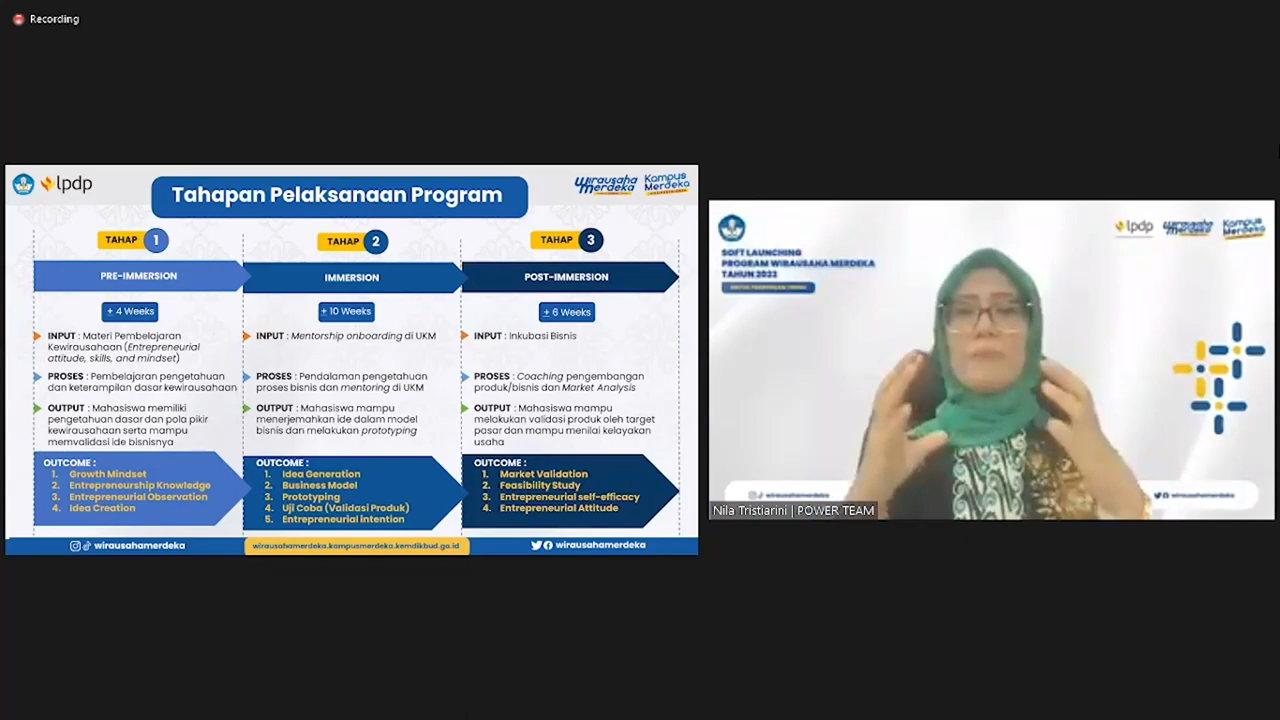 Recording
lpdp
Tahapan Pelaksanaan Program
Wirausaha
Merdeka
Kampus
Merdeka
TAHAP 1
PRE-IMMERSION
± 4 Weeks
INPUT : Materi Pembelajaran
Kewirausahaan (Entrepreneurial
attitude, skills, and mindset)
PROSES : Pembelajaran pengetahuan
dan keterampilan dasar kewirausahaan
OUTPUT : Mahasiswa memiliki
pengetahuan dasar dan pola pikir
kewirausahaan serta mampu
memvalidasi ide bisnisnya
OUTCOME :
1. Growth Mindset
2. Entrepreneurship Knowledge
3. Entrepreneurial Observation
4. Idea Creation
TAHAP 2
IMMERSION
± 10 Weeks
INPUT : Mentorship onboarding di UKM
PROSES : Pendalaman pengetahuan
proses bisnis dan mentoring di UKM
OUTPUT : Mahasiswa mampu
menerjemahkan ide dalam model
bisnis dan melakukan prototyping
OUTCOME :
1. Idea Generation
2. Business Model
3. Prototyping
4. Uji Coba (Validasi Produk)
5. Entrepreneurial intention
TAHAP 3
POST-IMMERSION
± 6 Weeks
INPUT : Inkubasi Bisnis
PROSES : Coaching pengembangan
produk/bisnis dan Market Analysis
OUTPUT : Mahasiswa mampu
melakukan validasi produk oleh target
pasar dan mampu menilai kelayakan
usaha
OUTCOME :
1. Market Validation
2. Feasibility Study
3. Entrepreneurial self-efficacy
4. Entrepreneurial Attitude
wirausahamerdeka
wirausahamerdeka.kampusmerdeka.kemdikbud.go.id
wirausahamerdeka
lpdp
Wirausaha
Merdeka
Kampus
Merdeka
SOFT LAUNCHING
PROGRAM WIRAUSAHA MERDEKA
TAHUN 2023
wirausahamerdeka
wirausahamerdeka
Nila Tristiarini | POWER TEAM